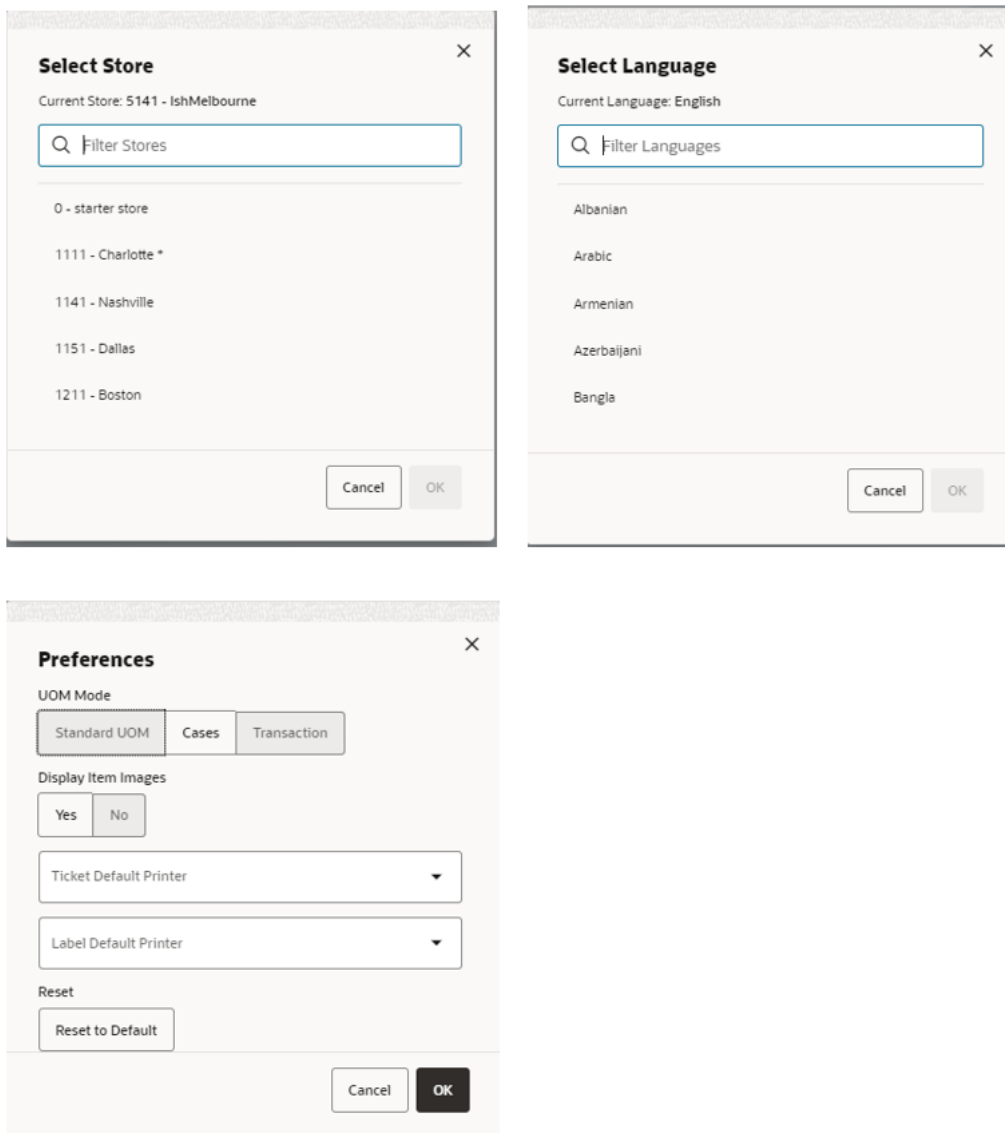 Select Store
Current Store: 5141 - IshMelbourne
Filter Stores
0 - starter store
1111 - Charlotte *
1141 - Nashville
1151 - Dallas
1211 - Boston
Cancel OK
Select Language
Current Language: English
Filter Languages
Albanian
Arabic
Armenian
Azerbaijani
Bangla
Cancel OK
Preferences
UOM Mode
Standard UOM Cases Transaction
Display Item Images
Yes No
Ticket Default Printer
Label Default Printer
Reset
Reset to Default
Cancel OK